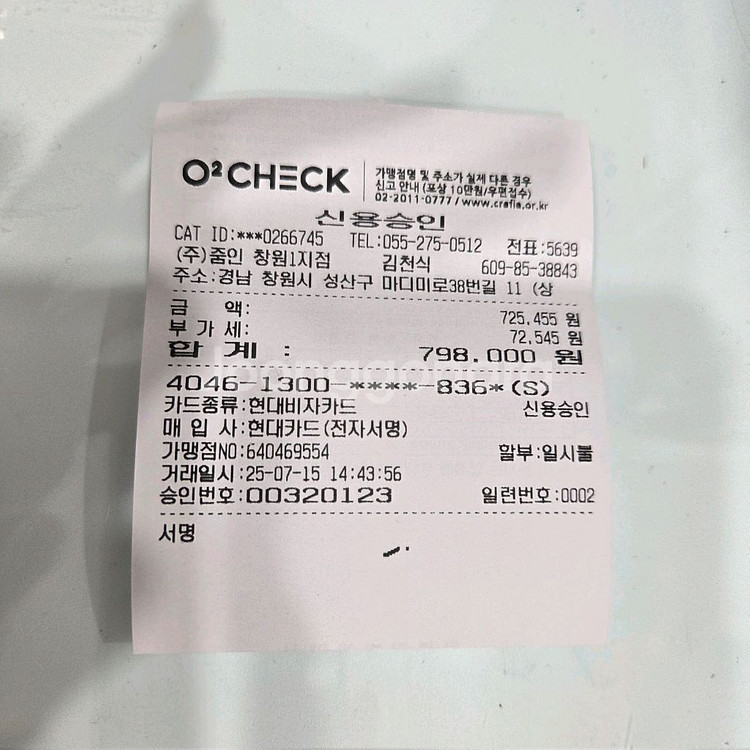 O²CHECK
가맹점명 및 주소가 실제 다른 경우
신고 안내 (포상 10만원/우편접수)
02-2011-0777 / www.crefia.or.kr
신용승인
CAT ID:***0266745 TEL:055-275-0512 전표:5639
(주)줌인 창원1지점 김천식 609-85-38843
주소:경남 창원시 성산구 마디미로38번길 11 (상
금 액: 725,455 원
부 가 세: 72,545 원
합 계 : 798,000 원
4046-1300-****-836*(S)
카드종류:현대비자카드 신용승인
매 입 사:현대카드(전자서명)
가맹점NO:640469554 할부:일시불
거래일시:25-07-15 14:43:56
승인번호:00320123 일련번호:0002
서명